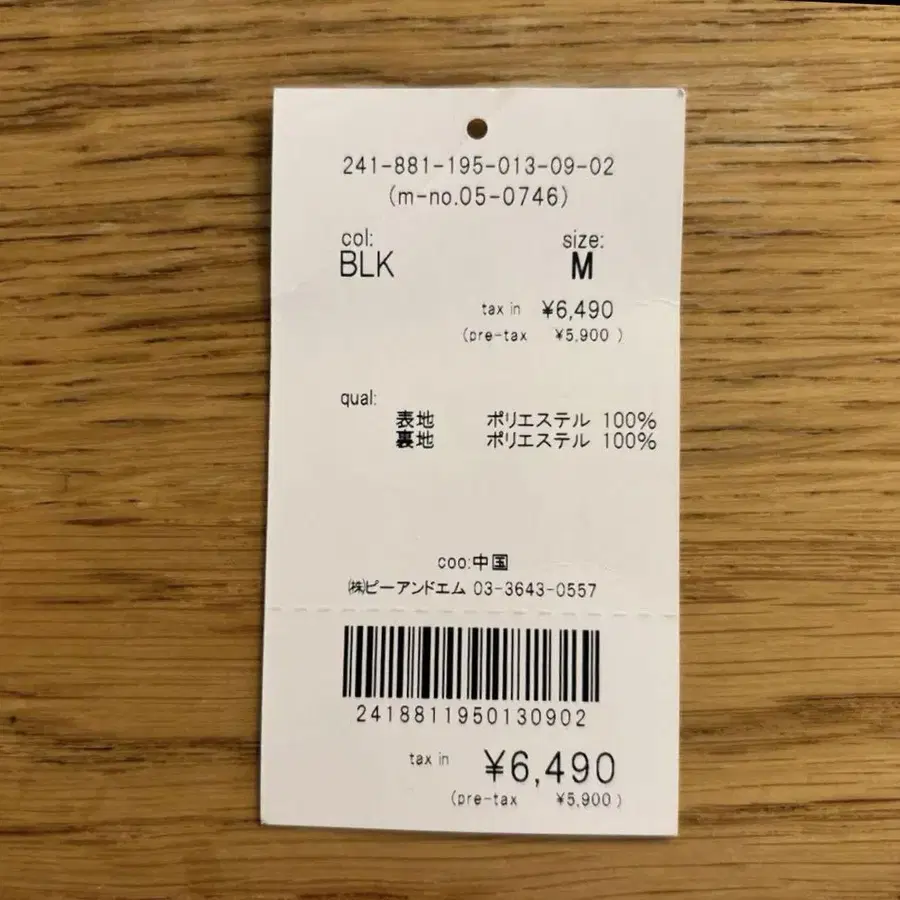 241-881-195-013-09-02
(m-no.05-0746)
col: size:
BLK M
tax in ¥6,490
(pre-tax ¥5,900 )
qual:
表地 ポリエステル 100%
裏地 ポリエステル 100%
coo:中国
㈱ピーアンドエム 03-3643-0557
2418811950130902
tax in ¥6,490
(pre-tax ¥5,900 )